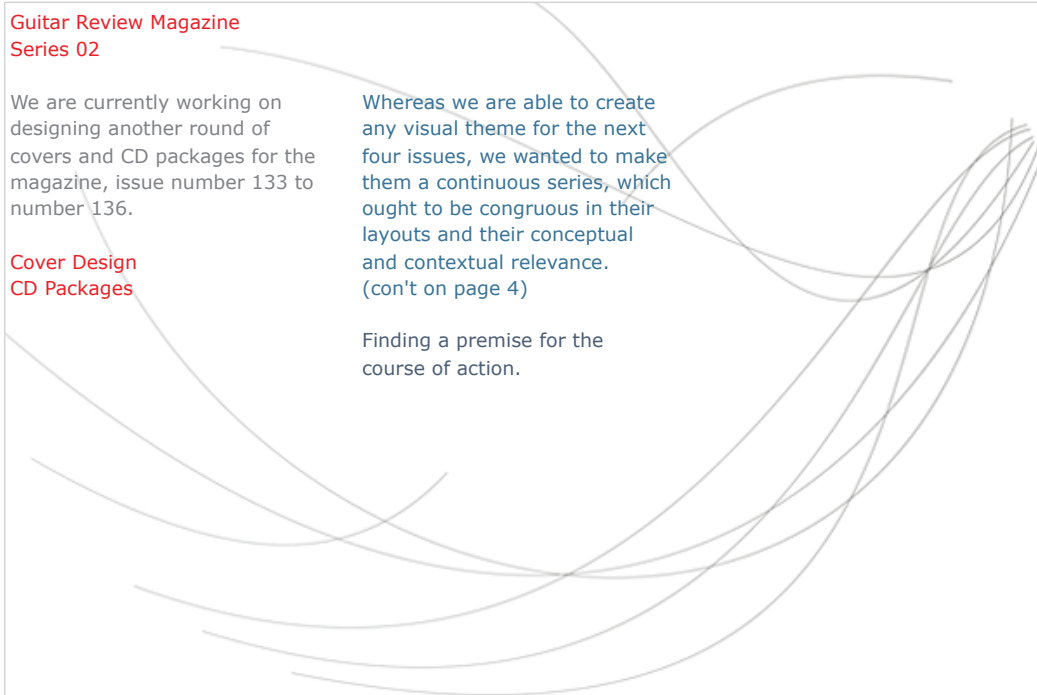 Guitar Review Magazine
Series 02
We are currently working on
designing another round of
covers and CD packages for the
magazine, issue number 133 to
number 136.
Cover Design
CD Packages
Whereas we are able to create
any visual theme for the next
four issues, we wanted to make
them a continuous series, which
ought to be congruous in their
layouts and their conceptual
and contextual relevance.
(con't on page 4)
Finding a premise for the
course of action.